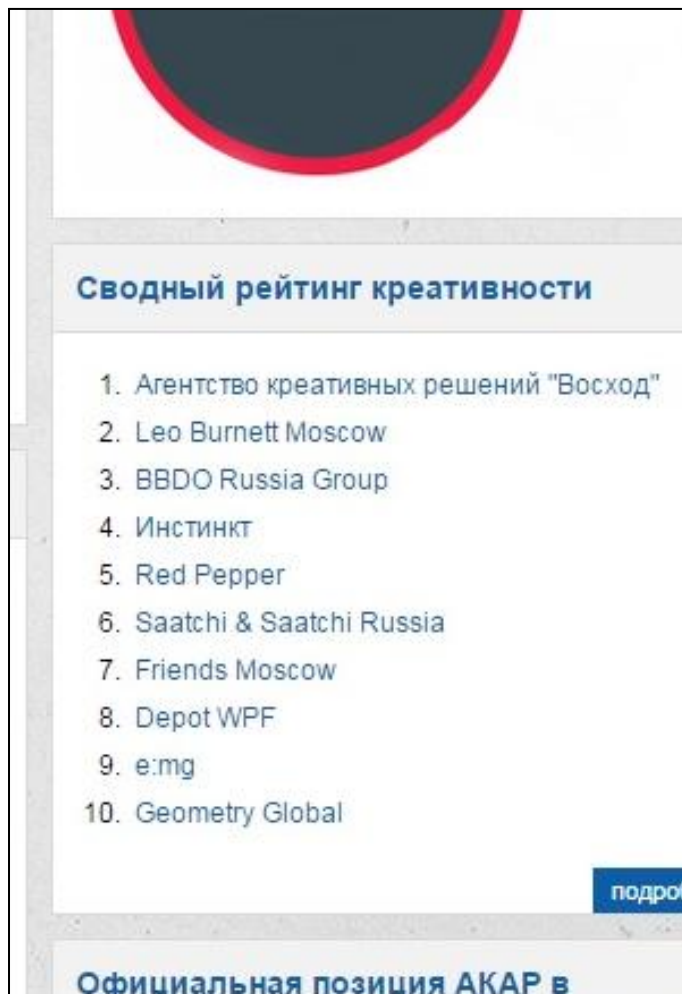 Сводный рейтинг креативности
1. Агентство креативных решений "Восход"
2. Leo Burnett Moscow
3. BBDO Russia Group
4. Инстинкт
5. Red Pepper
6. Saatchi & Saatchi Russia
7. Friends Moscow
8. Depot WPF
9. e:mg
10. Geometry Global
Официальная позиция АКАР в